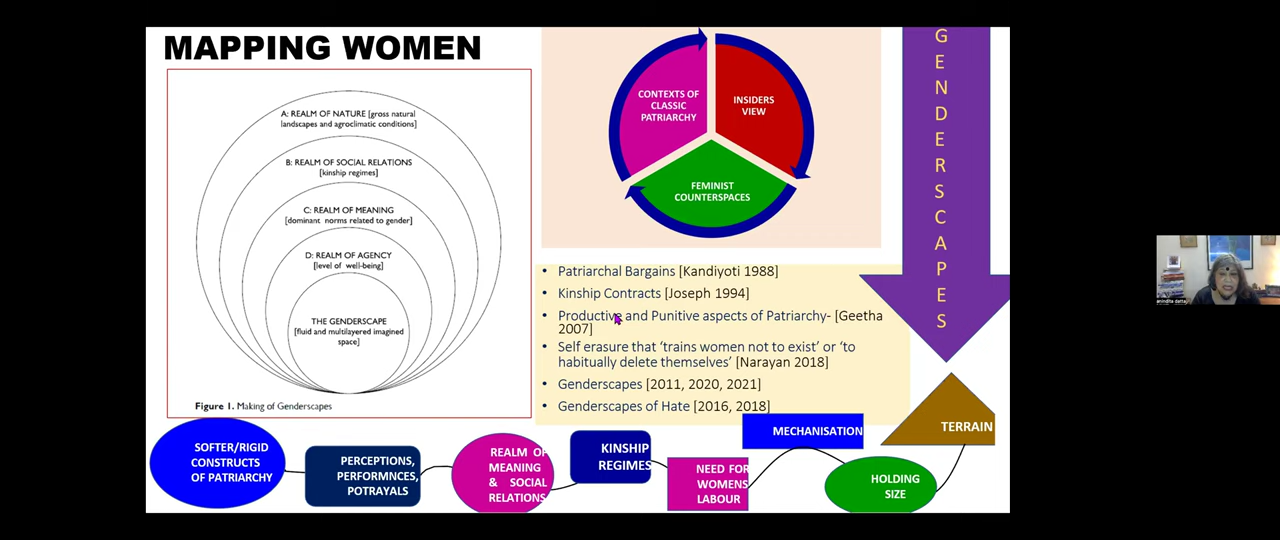 MAPPING WOMEN
A: REALM OF NATURE [gross natural
landscapes and agroclimatic conditions]
B: REALM OF SOCIAL RELATIONS
[kinship regimes]
C: REALM OF MEANING
[dominant norms related to gender]
D: REALM OF AGENCY
[level of well-being]
THE GENDERSCAPE
[fluid and multilayered imagined
space]
Figure 1. Making of Genderscapes
CONTEXTS OF
CLASSIC
PATRIARCHY
INSIDERS
VIEW
FEMINIST
COUNTERSPACES
• Patriarchal Bargains [Kandiyoti 1988]
• Kinship Contracts [Joseph 1994]
• Productive and Punitive aspects of Patriarchy- [Geetha
2007]
• Self erasure that ‘trains women not to exist’ or ‘to
habitually delete themselves’ [Narayan 2018]
• Genderscapes [2011, 2020, 2021]
• Genderscapes of Hate [2016, 2018]
GENDERSCAPES
SOFTER/RIGID
CONSTRUCTS
OF PATRIARCHY
PERCEPTIONS,
PERFORMNCES,
POTRAYALS
REALM OF
MEANING
& SOCIAL
RELATIONS
KINSHIP
REGIMES
NEED FOR
WOMENS
LABOUR
MECHANISATION
HOLDING
SIZE
TERRAIN
anindita datta